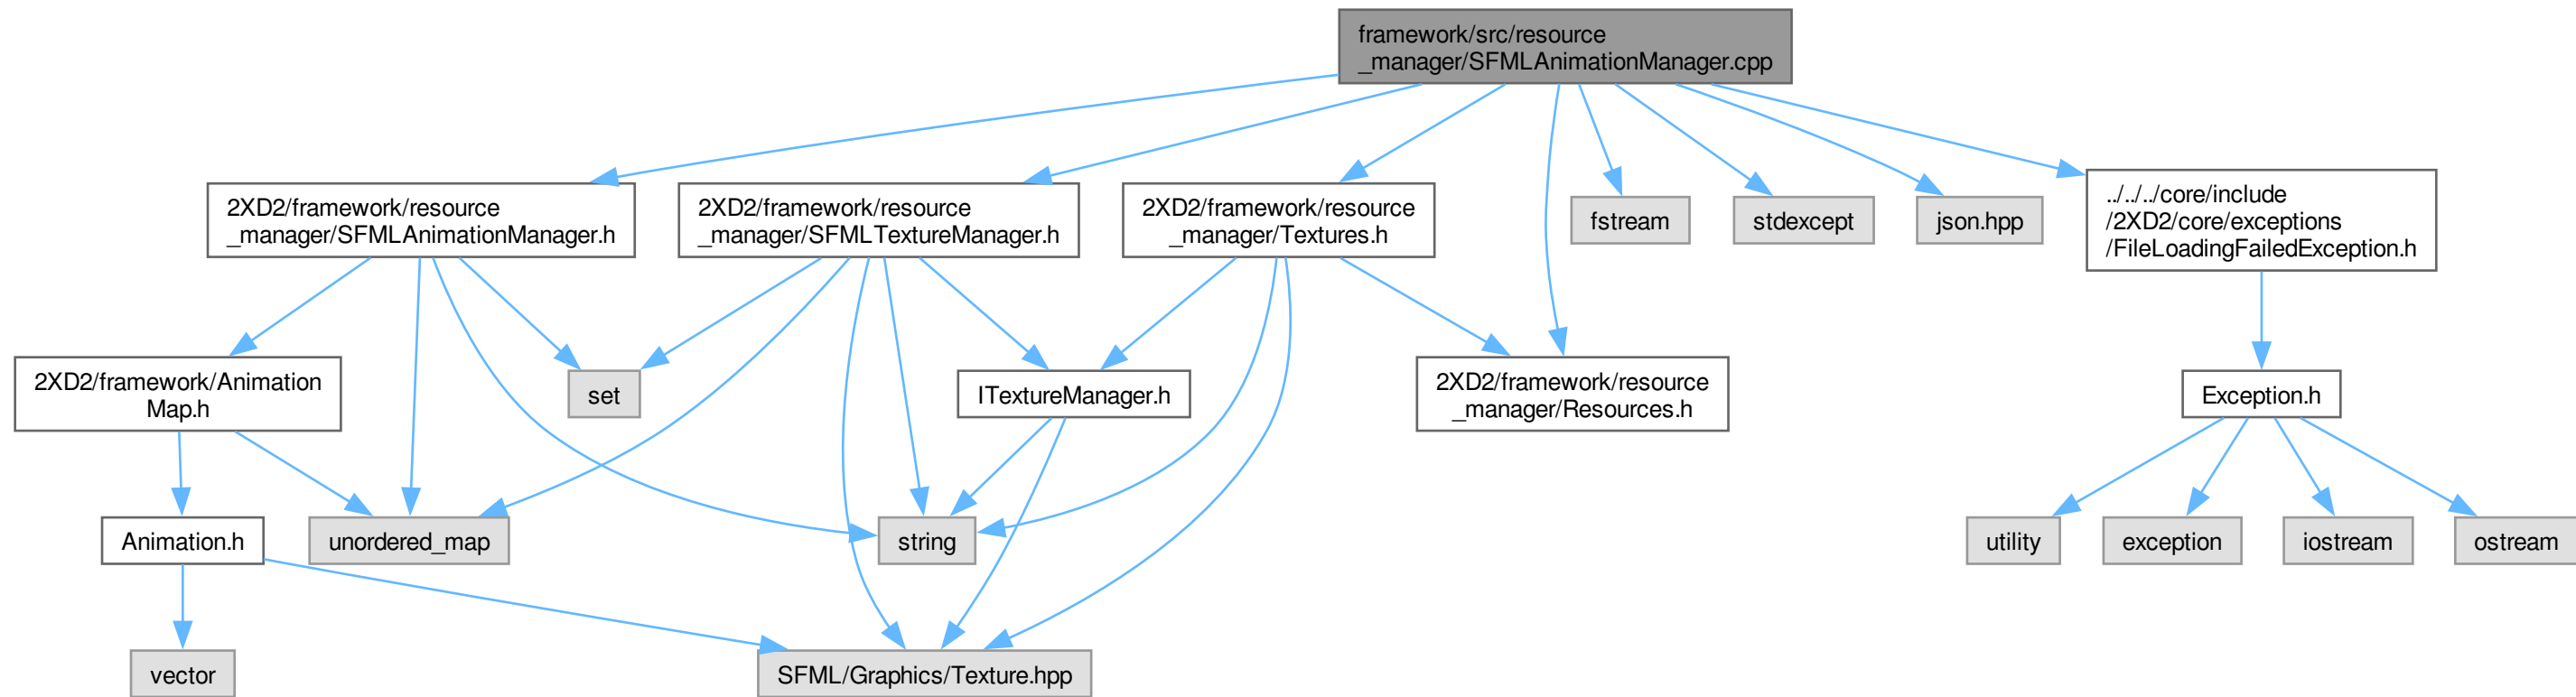 framework/src/resource
_manager/SFMLAnimationManager.cpp
2XD2/framework/resource
_manager/SFMLAnimationManager.h
2XD2/framework/resource
_manager/SFMLTextureManager.h
2XD2/framework/resource
_manager/Textures.h
fstream
stdexcept
json.hpp
../../../core/include
/2XD2/core/exceptions
/FileLoadingFailedException.h
2XD2/framework/Animation
Map.h
set
ITextureManager.h
2XD2/framework/resource
_manager/Resources.h
Exception.h
Animation.h
unordered_map
string
utility
exception
iostream
ostream
vector
SFML/Graphics/Texture.hpp